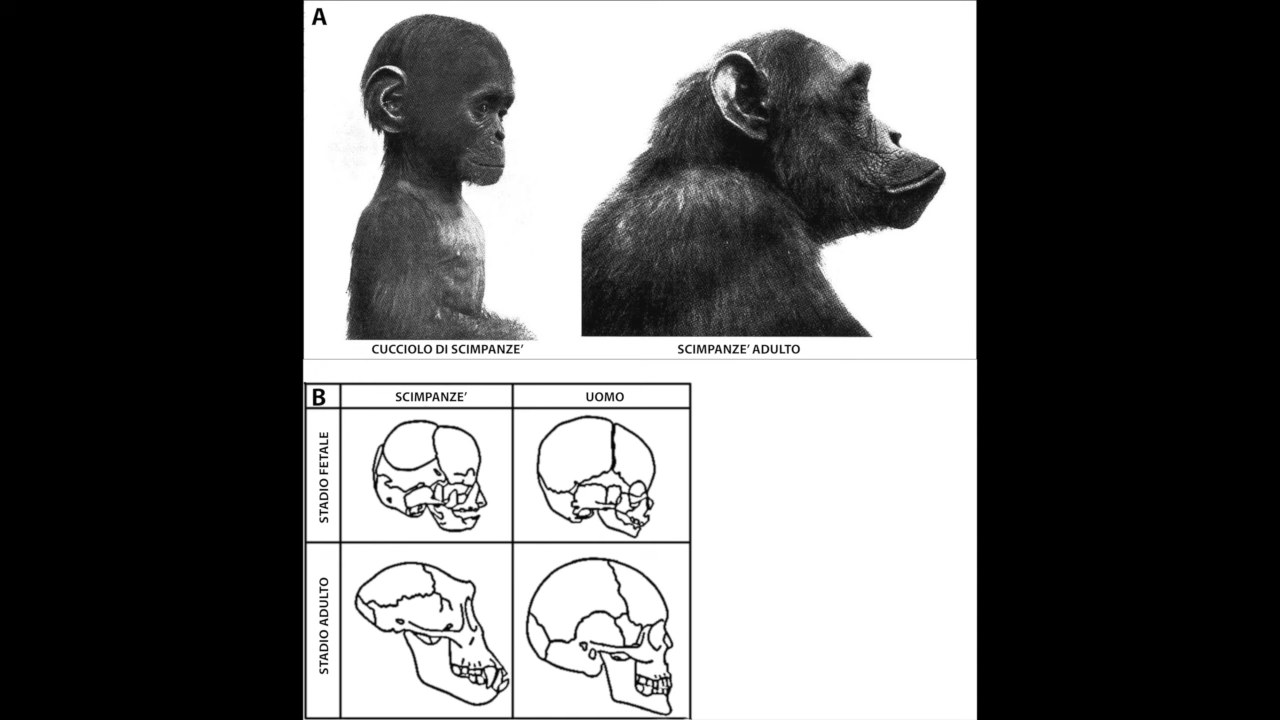 A
CUCCIOLO DI SCIMPANZE'
SCIMPANZE' ADULTO
B
SCIMPANZE'
UOMO
STADIO FETALE
STADIO ADULTO